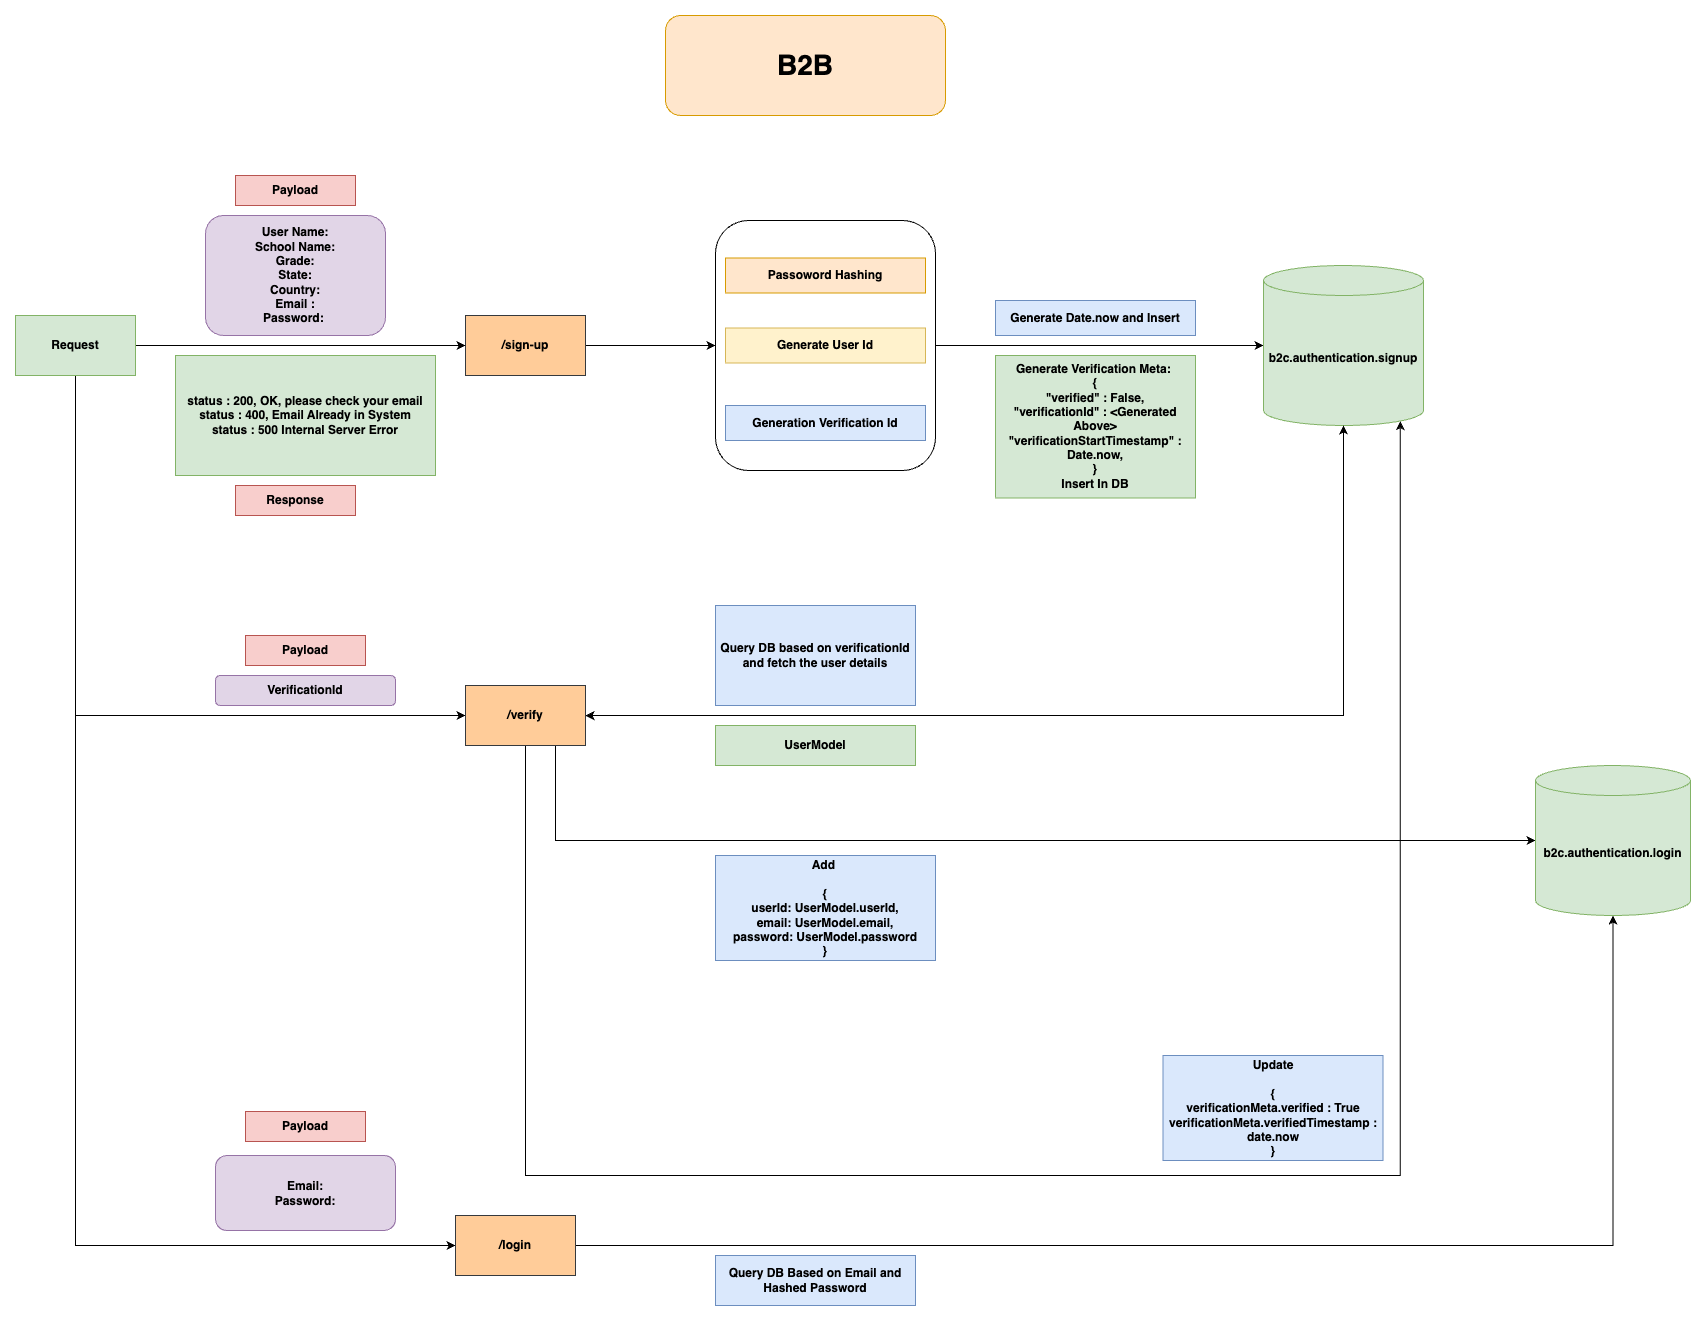 B2B
Payload
User Name:
School Name:
Grade:
State:
Country:
Email :
Password:
Request
/sign-up
status : 200, OK, please check your email
status : 400, Email Already in System
status : 500 Internal Server Error
Response
Passoword Hashing
Generate User Id
Generation Verification Id
Generate Date.now and Insert
Generate Verification Meta:
{
"verified" : False,
"verificationId" : <Generated
Above>
"verificationStartTimestamp" :
Date.now,
}
Insert In DB
b2c.authentication.signup
Payload
VerificationId
/verify
Query DB based on verificationId
and fetch the user details
UserModel
b2c.authentication.login
Add
{
userId: UserModel.userId,
email: UserModel.email,
password: UserModel.password
}
Update
{
verificationMeta.verified : True
verificationMeta.verifiedTimestamp :
date.now
}
Payload
Email:
Password:
/login
Query DB Based on Email and
Hashed Password